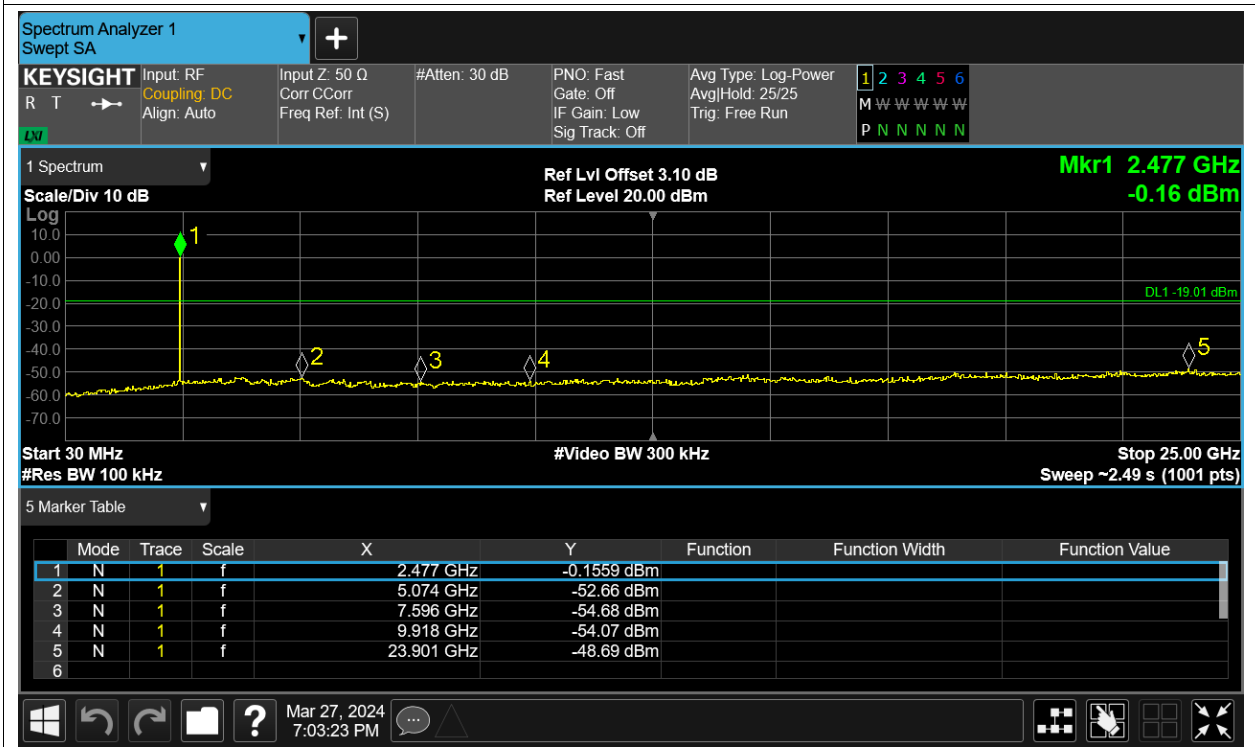 Spectrum Analyzer 1
Swept SA
KEYSIGHT
R T
LXI
Input: RF
Coupling: DC
Align: Auto
Input Z: 50 Ω
Corr CCorr
Freq Ref: Int (S)
#Atten: 30 dB
PNO: Fast
Gate: Off
IF Gain: Low
Sig Track: Off
Avg Type: Log-Power
Avg|Hold: 25/25
Trig: Free Run
1 2 3 4 5 6
M W W W W W
P N N N N N
1 Spectrum
Scale/Div 10 dB
Ref Lvl Offset 3.10 dB
Ref Level 20.00 dBm
Mkr1 2.477 GHz
-0.16 dBm
Log
10.0
0.00
-10.0
-20.0
-30.0
-40.0
-50.0
-60.0
-70.0
1
2
3
4
5
DL1 -19.01 dBm
Start 30 MHz
#Res BW 100 kHz
#Video BW 300 kHz
Stop 25.00 GHz
Sweep ~2.49 s (1001 pts)
5 Marker Table
Mode Trace Scale X Y Function Function Width Function Value
1 N 1 f 2.477 GHz -0.1559 dBm
2 N 1 f 5.074 GHz -52.66 dBm
3 N 1 f 7.596 GHz -54.68 dBm
4 N 1 f 9.918 GHz -54.07 dBm
5 N 1 f 23.901 GHz -48.69 dBm
6
?
Mar 27, 2024
7:03:23 PM